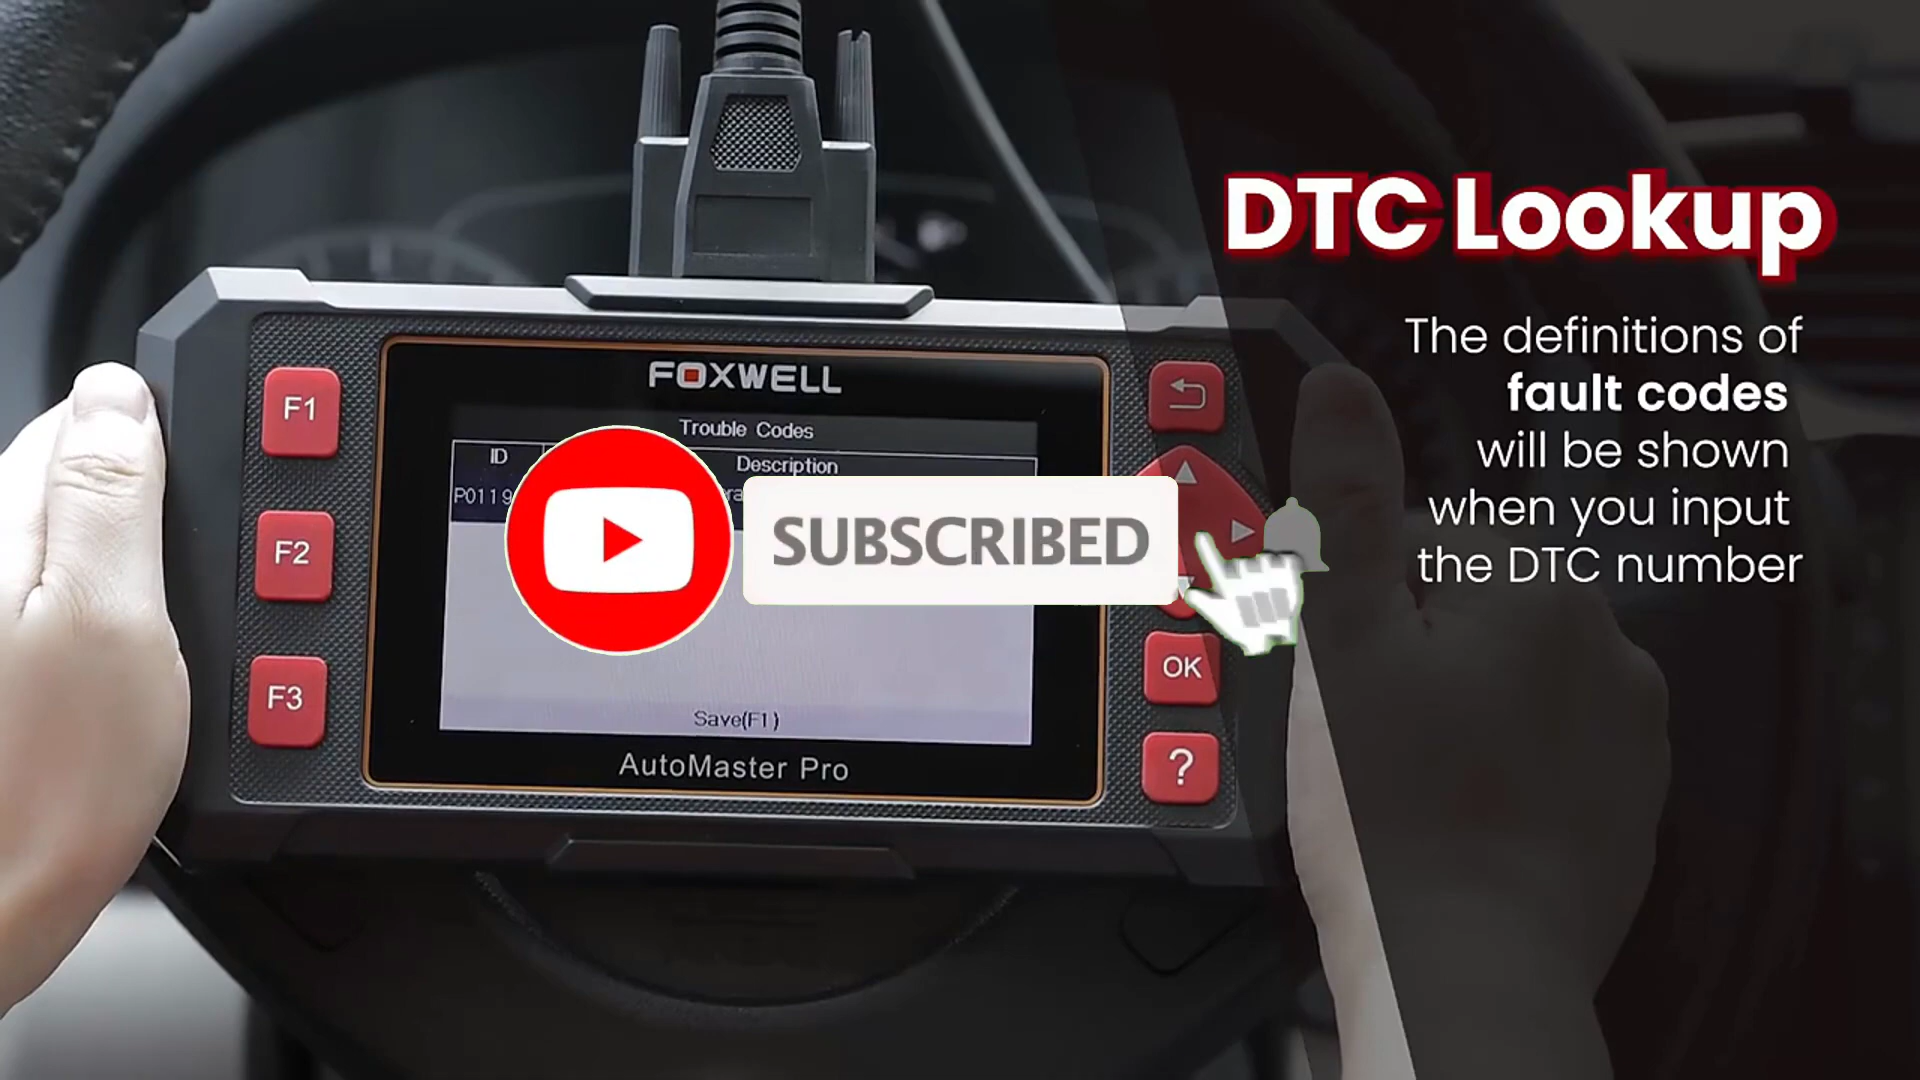 DTC Lookup
The definitions of
fault codes
will be shown
when you input
the DTC number
FOXWELL
Trouble Codes
ID
Description
P0119
SUBSCRIBED
Save(F1)
AutoMaster Pro
F1
F2
F3
OK
?